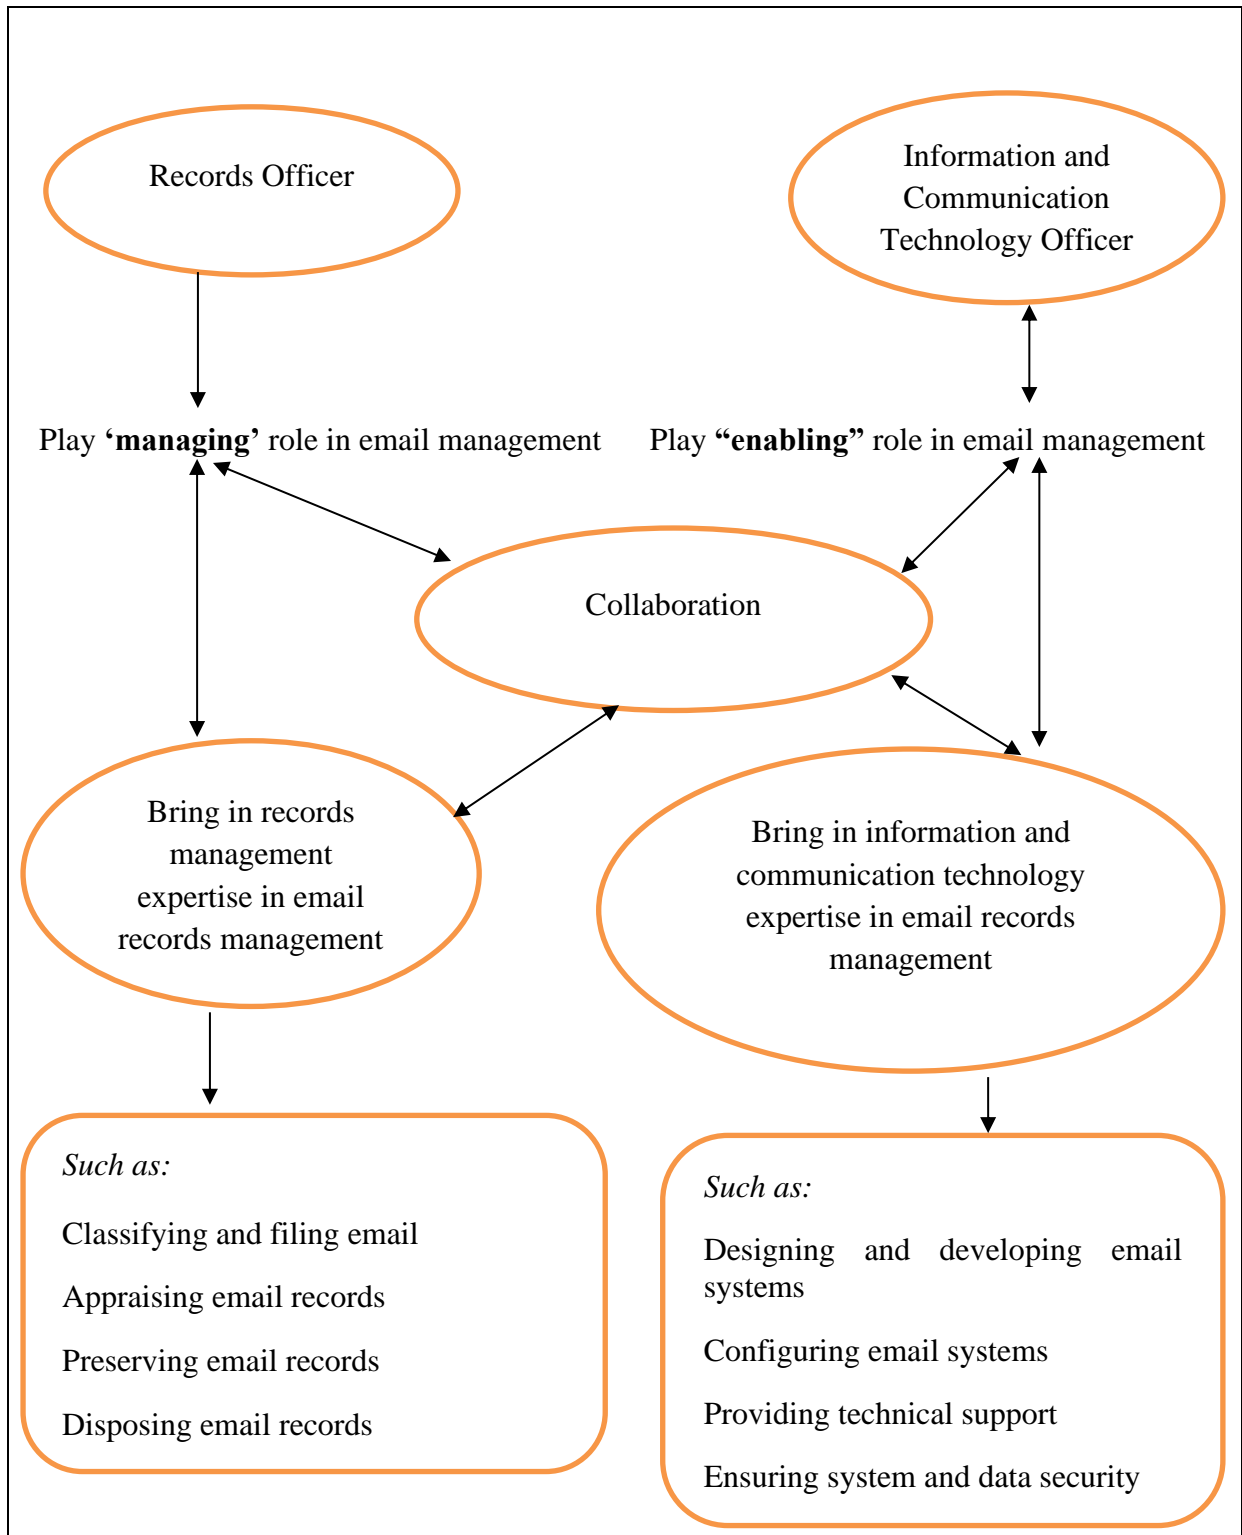 Records Officer
Information and
Communication
Technology Officer
Play ‘managing’ role in email management
Play “enabling” role in email management
Collaboration
Bring in records
management
expertise in email
records management
Bring in information and
communication technology
expertise in email records
management
Such as:
Classifying and filing email
Appraising email records
Preserving email records
Disposing email records
Such as:
Designing and developing email
systems
Configuring email systems
Providing technical support
Ensuring system and data security